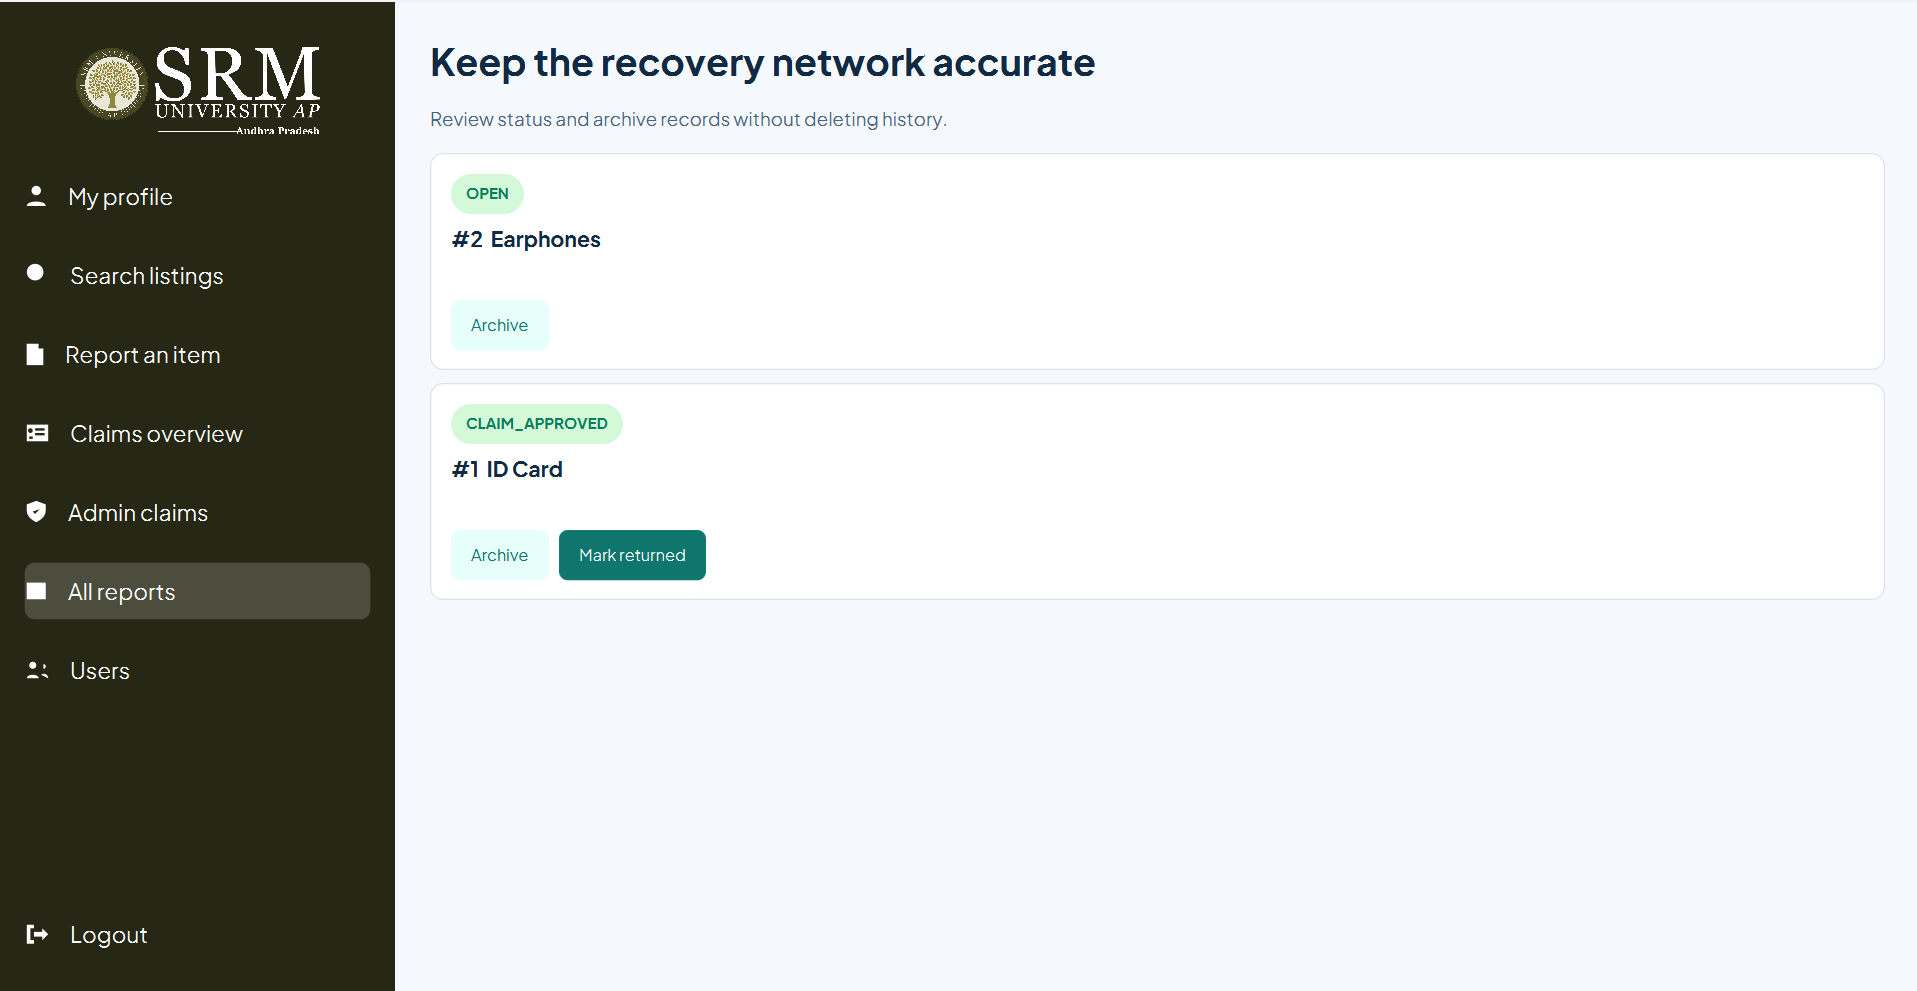 SRM
UNIVERSITY AP
Andhra Pradesh
My profile
Search listings
Report an item
Claims overview
Admin claims
All reports
Users
Logout
Keep the recovery network accurate
Review status and archive records without deleting history.
OPEN
#2 Earphones
Archive
CLAIM_APPROVED
#1 ID Card
Archive
Mark returned